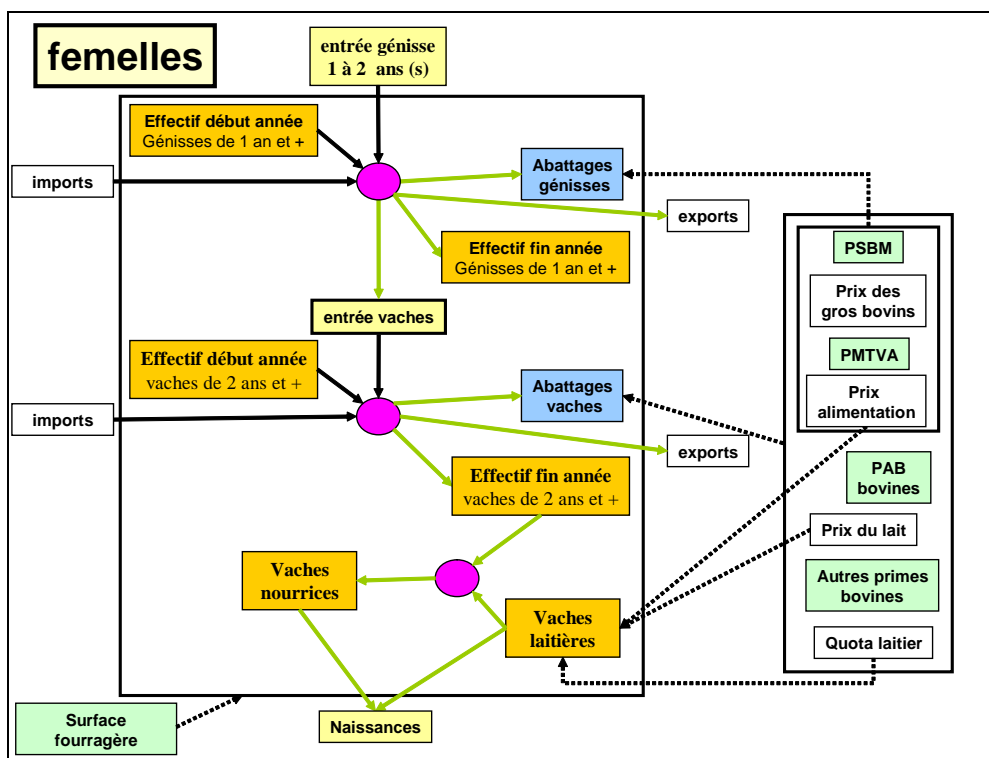 femelles
entrée génisse
1 à 2 ans (s)
Effectif début année
Génisses de 1 an et +
imports
Abattages
génisses
exports
Effectif fin année
Génisses de 1 an et +
entrée vaches
Effectif début année
vaches de 2 ans et +
imports
Abattages
vaches
exports
Effectif fin année
vaches de 2 ans et +
Vaches
nourrices
Vaches
laitières
Naissances
Surface
fourragère
PSBM
Prix des
gros bovins
PMTVA
Prix
alimentation
PAB
bovines
Prix du lait
Autres primes
bovines
Quota laitier